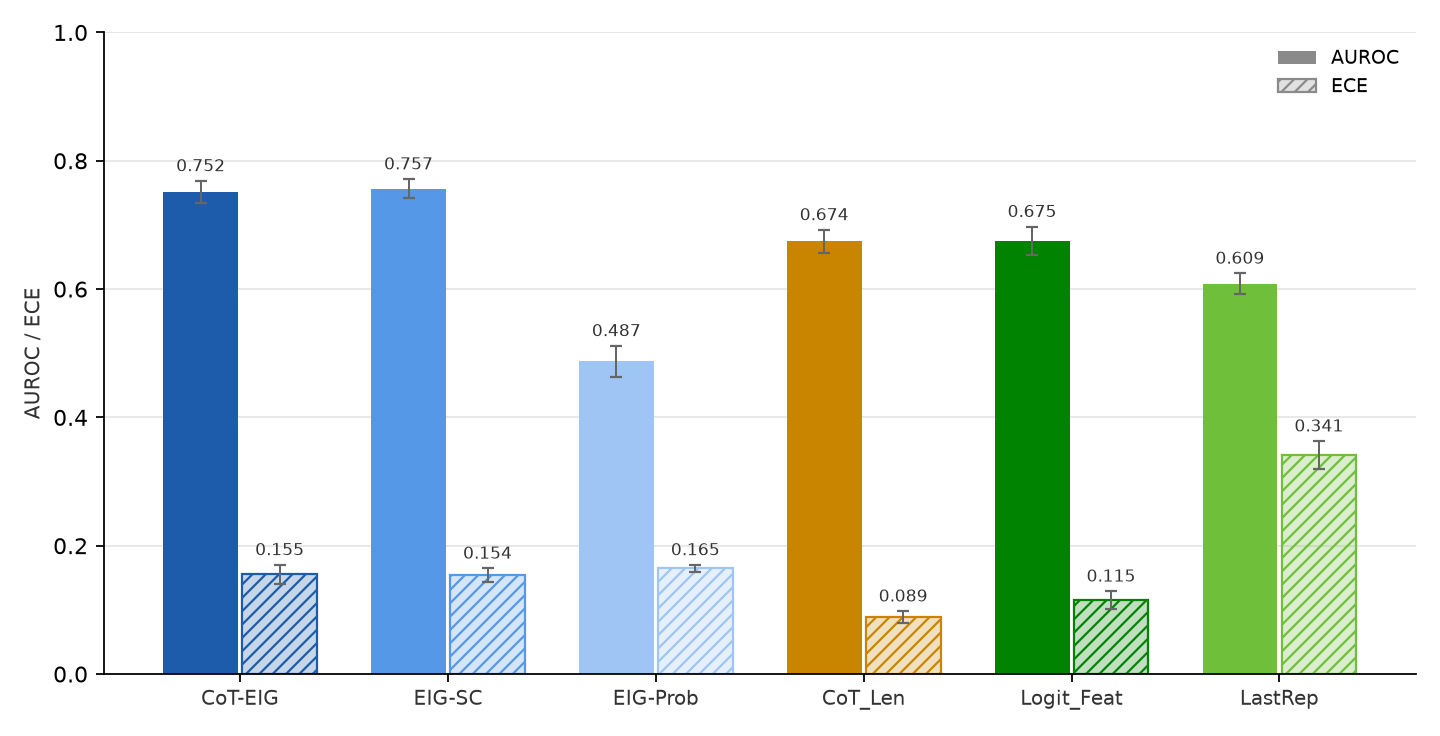 AUROC / ECE
1.0
0.8
0.6
0.4
0.2
0.0
AUROC
ECE
0.752
0.155
0.757
0.154
0.487
0.165
0.674
0.089
0.675
0.115
0.609
0.341
CoT-EIG
EIG-SC
EIG-Prob
CoT_Len
Logit_Feat
LastRep